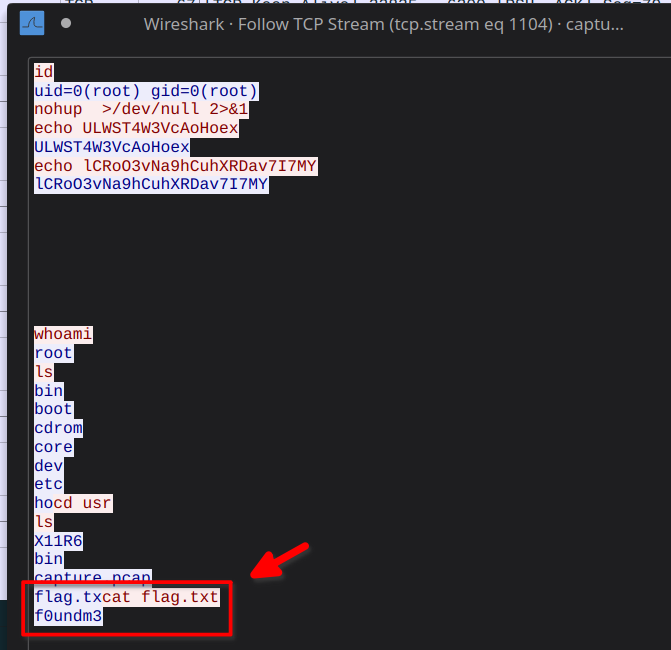 Wireshark · Follow TCP Stream (tcp.stream eq 1104) · captu...
id
uid=0(root) gid=0(root)
nohup  >/dev/null 2>&1
echo ULWST4W3VcAoHoex
ULWST4W3VcAoHoex
echo lCRoO3vNa9hCuhXRDav7I7MY
lCRoO3vNa9hCuhXRDav7I7MY
whoami
root
ls
bin
boot
cdrom
core
dev
etc
hocd usr
ls
X11R6
bin
capture.pcap
flag.txcat flag.txt
f0undm3